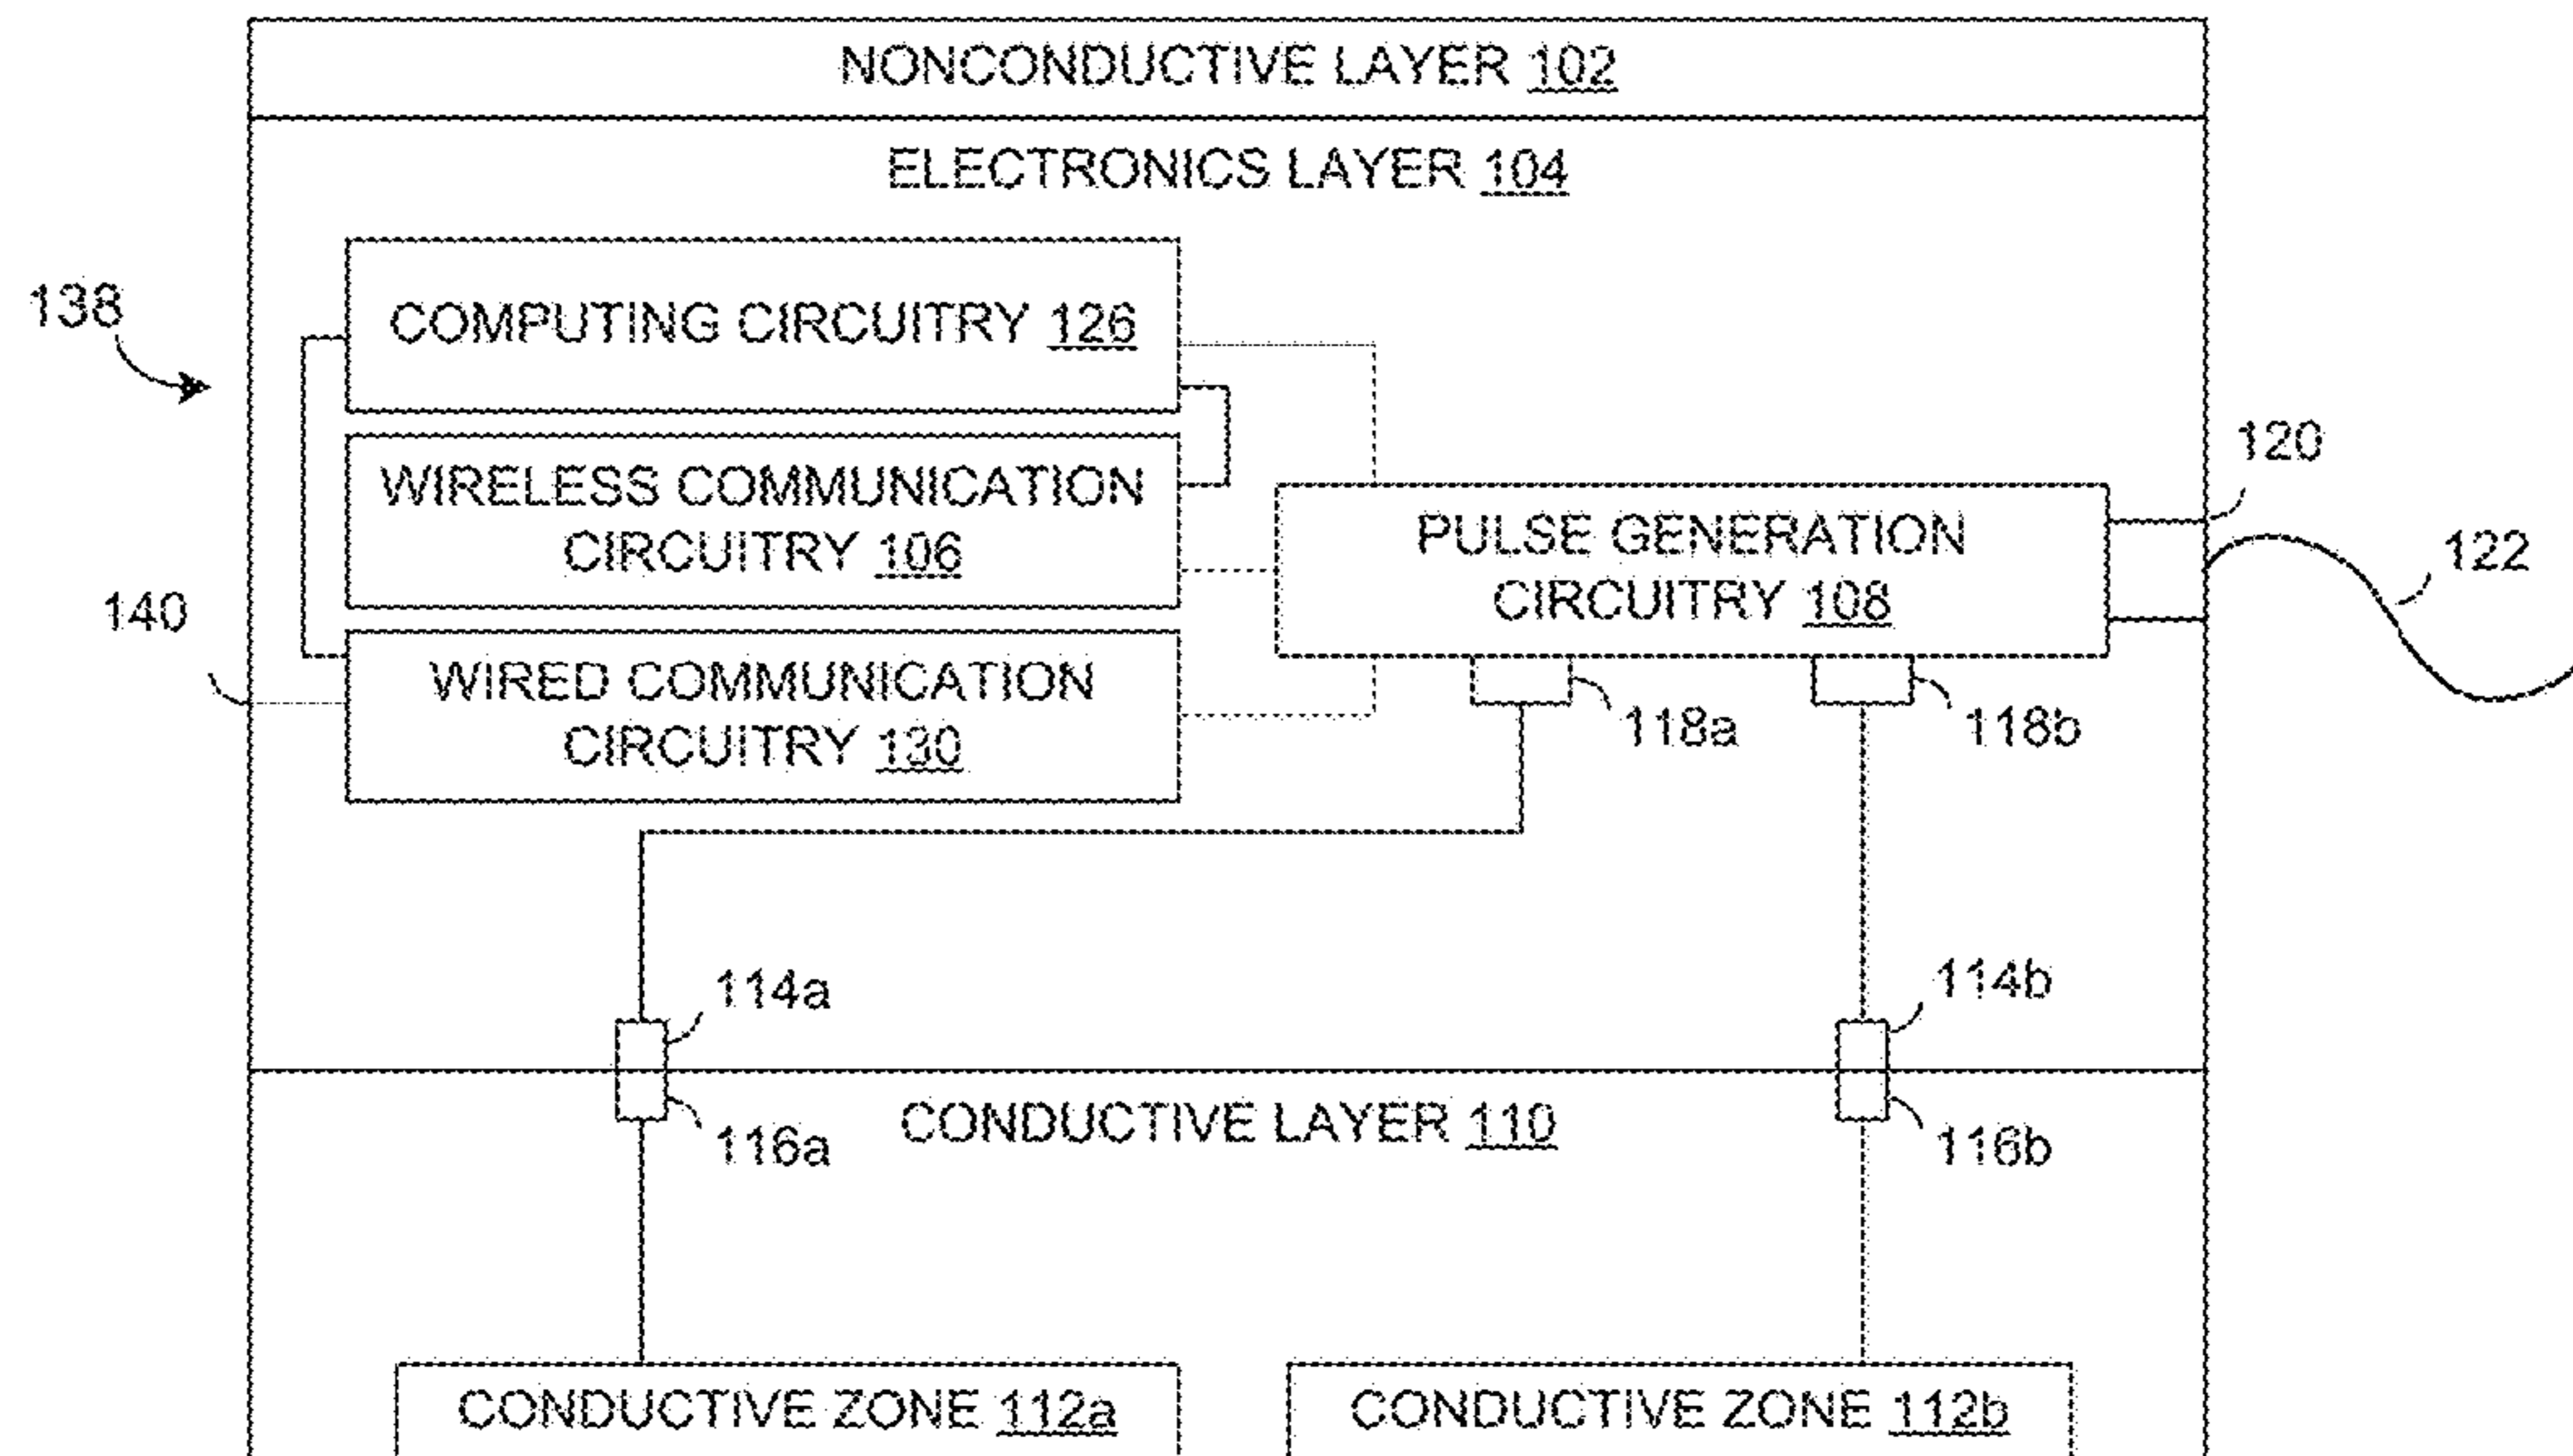 NONCONDUCTIVE LAYER 102
ELECTRONICS LAYER 104
138
COMPUTING CIRCUITRY 126
WIRELESS COMMUNICATION
CIRCUITRY 106
120
PULSE GENERATION
CIRCUITRY 108
122
140
WIRED COMMUNICATION
CIRCUITRY 130
118a
118b
114a
114b
116a
CONDUCTIVE LAYER 110
116b
CONDUCTIVE ZONE 112a
CONDUCTIVE ZONE 112b